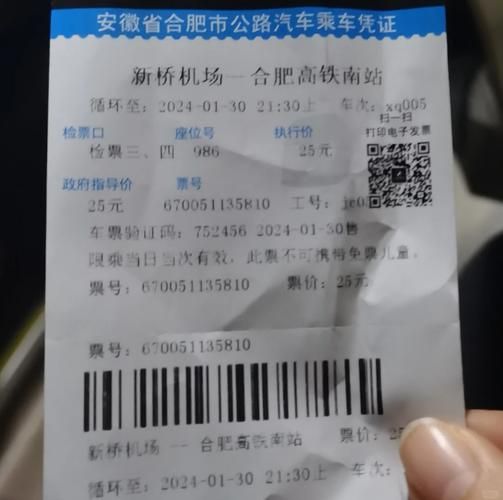 安徽省合肥市公路汽车乘车凭证
新桥机场—合肥高铁南站
循环至: 2024-01-30 21:30上 车次: xq005
扫一扫
打印电子发票
检票口 座位号 执行价
检票三、四 986 25元
政府指导价 票号
25元 670051135810 工号:
车票验证码: 752456 2024-01-30售
限乘当日当次有效,此票不可携带免票儿童。
票号: 670051135810 票价: 25元
票号: 670051135810
新桥机场 — 合肥高铁南站 票价:
循环至: 2024-01-30 21:30上 车次: